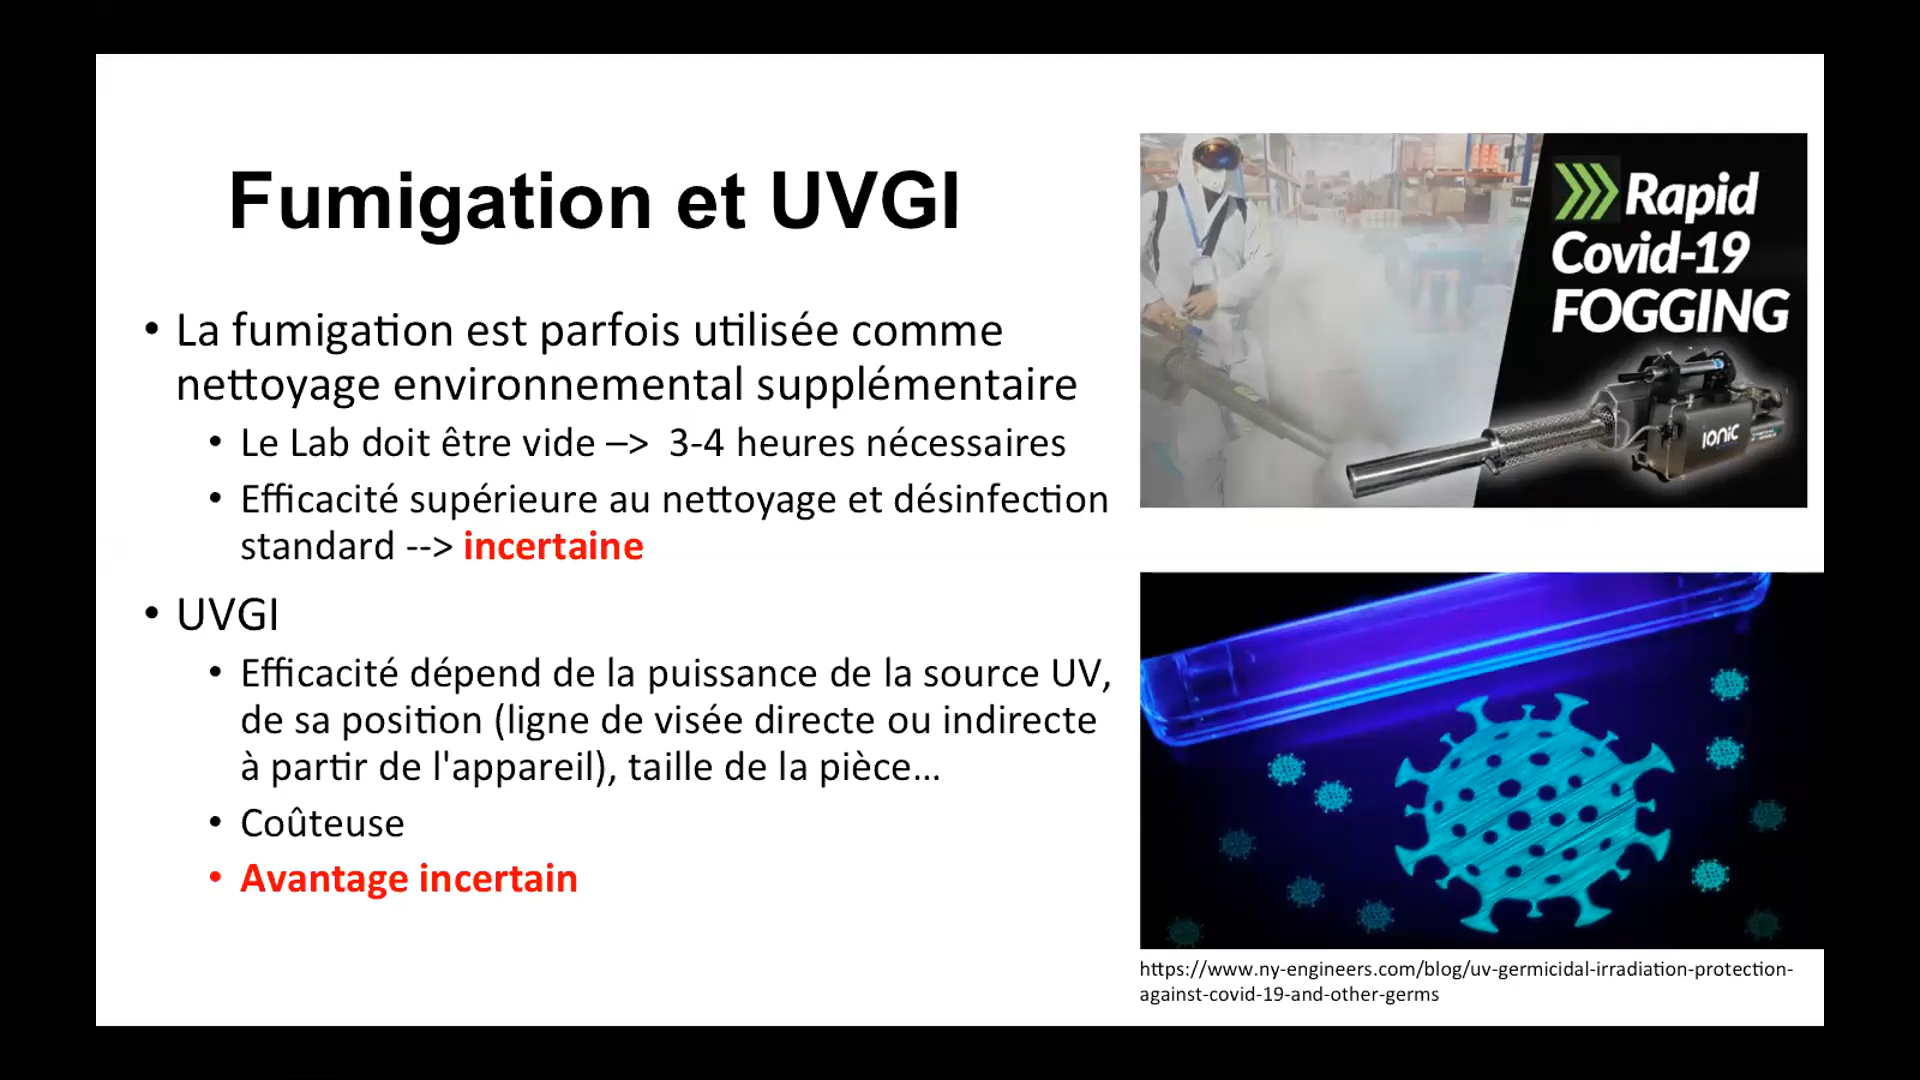 Fumigation et UVGI
• La fumigation est parfois utilisée comme
nettoyage environnemental supplémentaire
• Le Lab doit être vide –> 3-4 heures nécessaires
• Efficacité supérieure au nettoyage et désinfection
standard --> incertaine
• UVGI
• Efficacité dépend de la puissance de la source UV,
de sa position (ligne de visée directe ou indirecte
à partir de l'appareil), taille de la pièce...
• Coûteuse
• Avantage incertain
Rapid
Covid-19
FOGGING
IONIC
https://www.ny-engineers.com/blog/uv-germicidal-irradiation-protection-
against-covid-19-and-other-germs